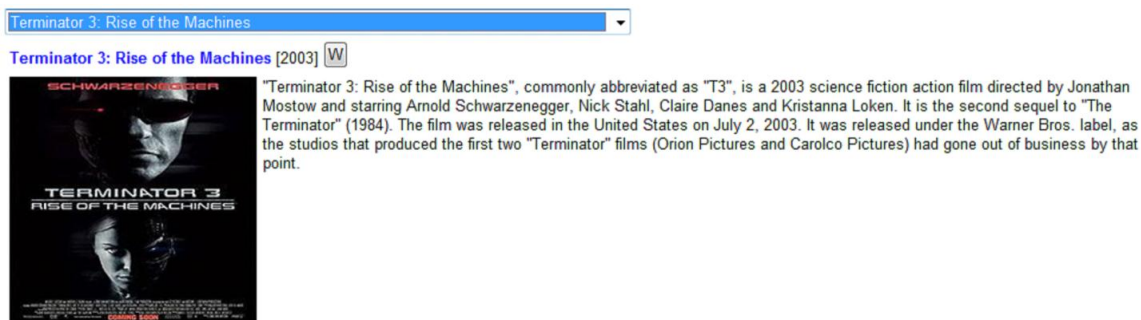 Terminator 3: Rise of the Machines
Terminator 3: Rise of the Machines [2003] W
"Terminator 3: Rise of the Machines", commonly abbreviated as "T3", is a 2003 science fiction action film directed by Jonathan
Mostow and starring Arnold Schwarzenegger, Nick Stahl, Claire Danes and Kristanna Loken. It is the second sequel to "The
Terminator" (1984). The film was released in the United States on July 2, 2003. It was released under the Warner Bros. label, as
the studios that produced the first two "Terminator" films (Orion Pictures and Carolco Pictures) had gone out of business by that
point.
SCHWARZENEGGER
TERMINATOR 3
RISE OF THE MACHINES
COMING SOON